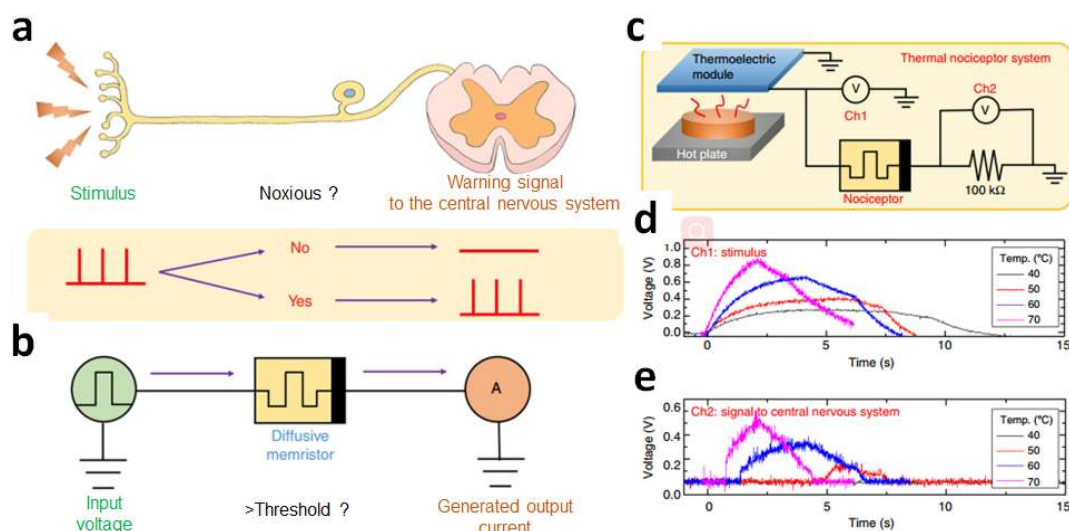 a
Stimulus
Noxious ?
Warning signal
to the central nervous system
No
Yes
b
A
Diffusive
memristor
Input
voltage
>Threshold ?
Generated output
current
c
Thermal nociceptor system
Thermoelectric
module
V
Ch1
Ch2
V
Hot plate
Nociceptor
100 kΩ
d
Ch1: stimulus
Voltage (V)
1.0
0.8
0.6
0.4
0.2
0.0
0
5
10
15
Time (s)
Temp. (°C)
40
50
60
70
e
Ch2: signal to central nervous system
Voltage (V)
0.6
0.4
0.2
0.0
0
5
10
15
Time (s)
Temp. (°C)
40
50
60
70